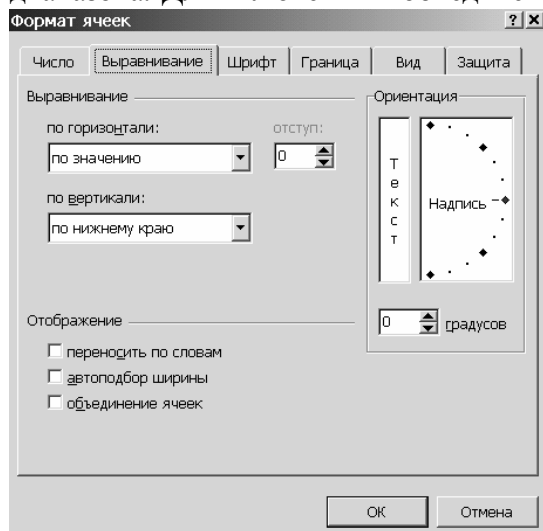 Формат ячеек
Число Выравнивание Шрифт Граница Вид Защита
Выравнивание
по горизонтали: отступ:
по значению 0
по вертикали:
по нижнему краю
Ориентация
Текст
Надпись
0 градусов
Отображение
переносить по словам
автоподбор ширины
объединение ячеек
ОК Отмена